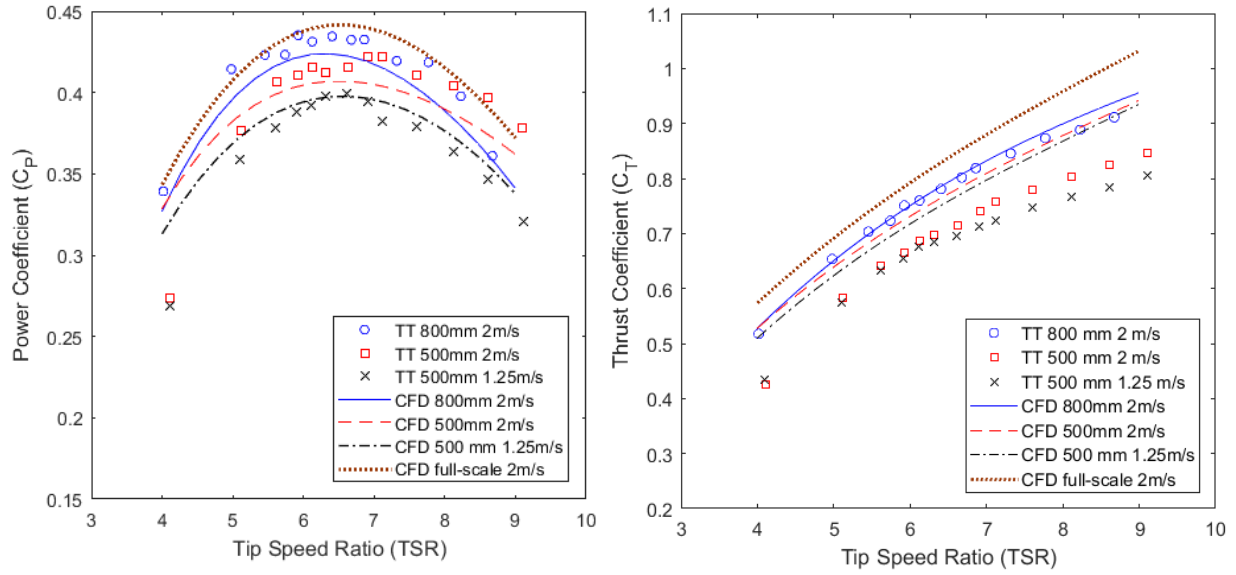 0.45
0.4
0.35
0.3
0.25
0.2
0.15
3 4 5 6 7 8 9 10
Power Coefficient (C_P)
Tip Speed Ratio (TSR)
TT 800mm 2m/s
TT 500mm 2m/s
TT 500mm 1.25m/s
CFD 800mm 2m/s
CFD 500mm 2m/s
CFD 500 mm 1.25m/s
CFD full-scale 2m/s
1.1
1
0.9
0.8
0.7
0.6
0.5
0.4
0.3
0.2
3 4 5 6 7 8 9 10
Thrust Coefficient (C_T)
Tip Speed Ratio (TSR)
TT 800 mm 2 m/s
TT 500 mm 2 m/s
TT 500 mm 1.25 m/s
CFD 800mm 2m/s
CFD 500mm 2m/s
CFD 500 mm 1.25m/s
CFD full-scale 2m/s